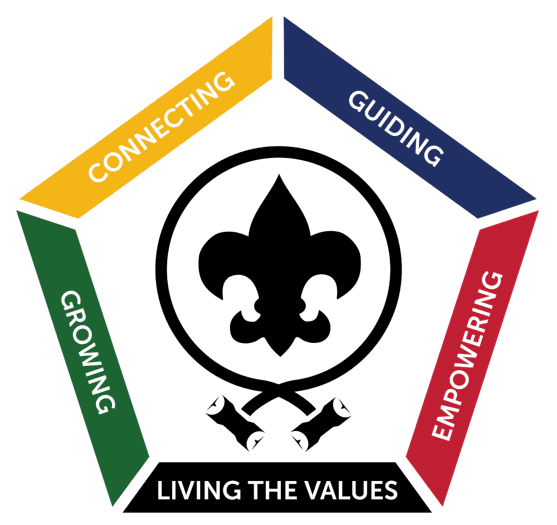 CONNECTING
GUIDING
GROWING
EMPOWERING
LIVING THE VALUES